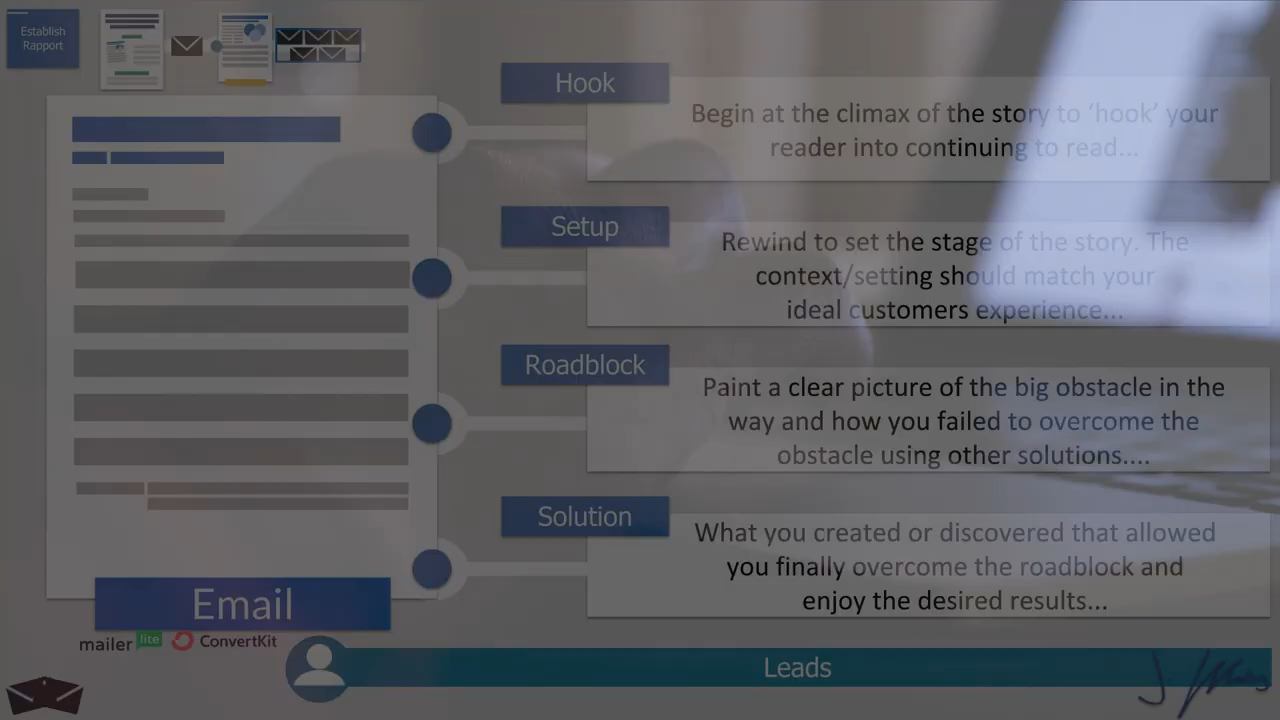 Establish
Rapport
Hook
Begin at the climax of the story to ‘hook’ your
reader into continuing to read...
Setup
Rewind to set the stage of the story. The
context/setting should match your
ideal customers experience...
Roadblock
Paint a clear picture of the big obstacle in the
way and how you failed to overcome the
obstacle using other solutions....
Solution
What you created or discovered that allowed
you finally overcome the roadblock and
enjoy the desired results...
Email
mailer lite ConvertKit
Leads